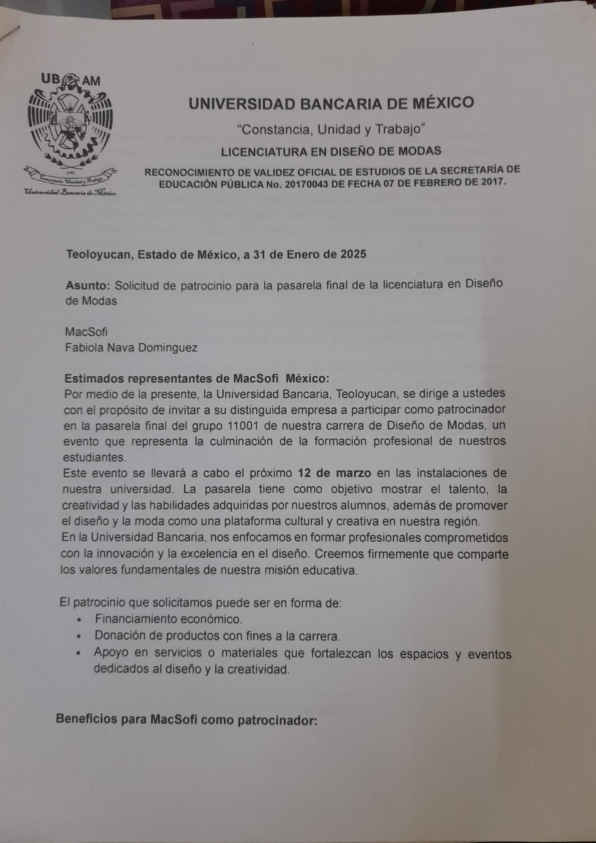 UB AM
Constancia Unidad y Trabajo
Universidad Bancaria de México
UNIVERSIDAD BANCARIA DE MÉXICO
“Constancia, Unidad y Trabajo”
LICENCIATURA EN DISEÑO DE MODAS
RECONOCIMIENTO DE VALIDEZ OFICIAL DE ESTUDIOS DE LA SECRETARÍA DE
EDUCACIÓN PÚBLICA No. 20170043 DE FECHA 07 DE FEBRERO DE 2017.
Teoloyucan, Estado de México, a 31 de Enero de 2025
Asunto: Solicitud de patrocinio para la pasarela final de la licenciatura en Diseño
de Modas
MacSofi
Fabiola Nava Dominguez
Estimados representantes de MacSofi México:
Por medio de la presente, la Universidad Bancaria, Teoloyucan, se dirige a ustedes
con el propósito de invitar a su distinguida empresa a participar como patrocinador
en la pasarela final del grupo 11001 de nuestra carrera de Diseño de Modas, un
evento que representa la culminación de la formación profesional de nuestros
estudiantes.
Este evento se llevará a cabo el próximo 12 de marzo en las instalaciones de
nuestra universidad. La pasarela tiene como objetivo mostrar el talento, la
creatividad y las habilidades adquiridas por nuestros alumnos, además de promover
el diseño y la moda como una plataforma cultural y creativa en nuestra región.
En la Universidad Bancaria, nos enfocamos en formar profesionales comprometidos
con la innovación y la excelencia en el diseño. Creemos firmemente que comparte
los valores fundamentales de nuestra misión educativa.
El patrocinio que solicitamos puede ser en forma de:
• Financiamiento económico.
• Donación de productos con fines a la carrera.
• Apoyo en servicios o materiales que fortalezcan los espacios y eventos
dedicados al diseño y la creatividad.
Beneficios para MacSofi como patrocinador: